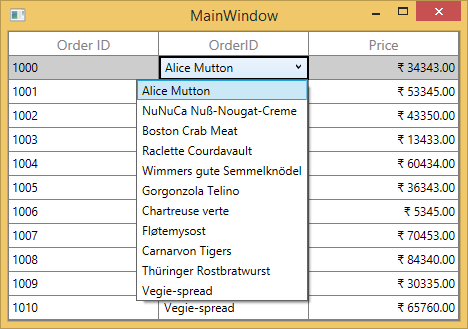 MainWindow
Order ID OrderID Price
1000 Alice Mutton ₹ 34343.00
1001 Alice Mutton ₹ 53345.00
1002 NuNuCa Nuß-Nougat-Creme ₹ 43350.00
1003 Boston Crab Meat ₹ 13433.00
1004 Raclette Courdavault ₹ 60434.00
1005 Wimmers gute Semmelknödel ₹ 36343.00
1006 Gorgonzola Telino ₹ 5345.00
1007 Chartreuse verte ₹ 70453.00
1008 Fløtemysost ₹ 84340.00
1009 Carnarvon Tigers ₹ 30335.00
Thüringer Rostbratwurst
Vegie-spread
1010 Vegie-spread ₹ 65760.00